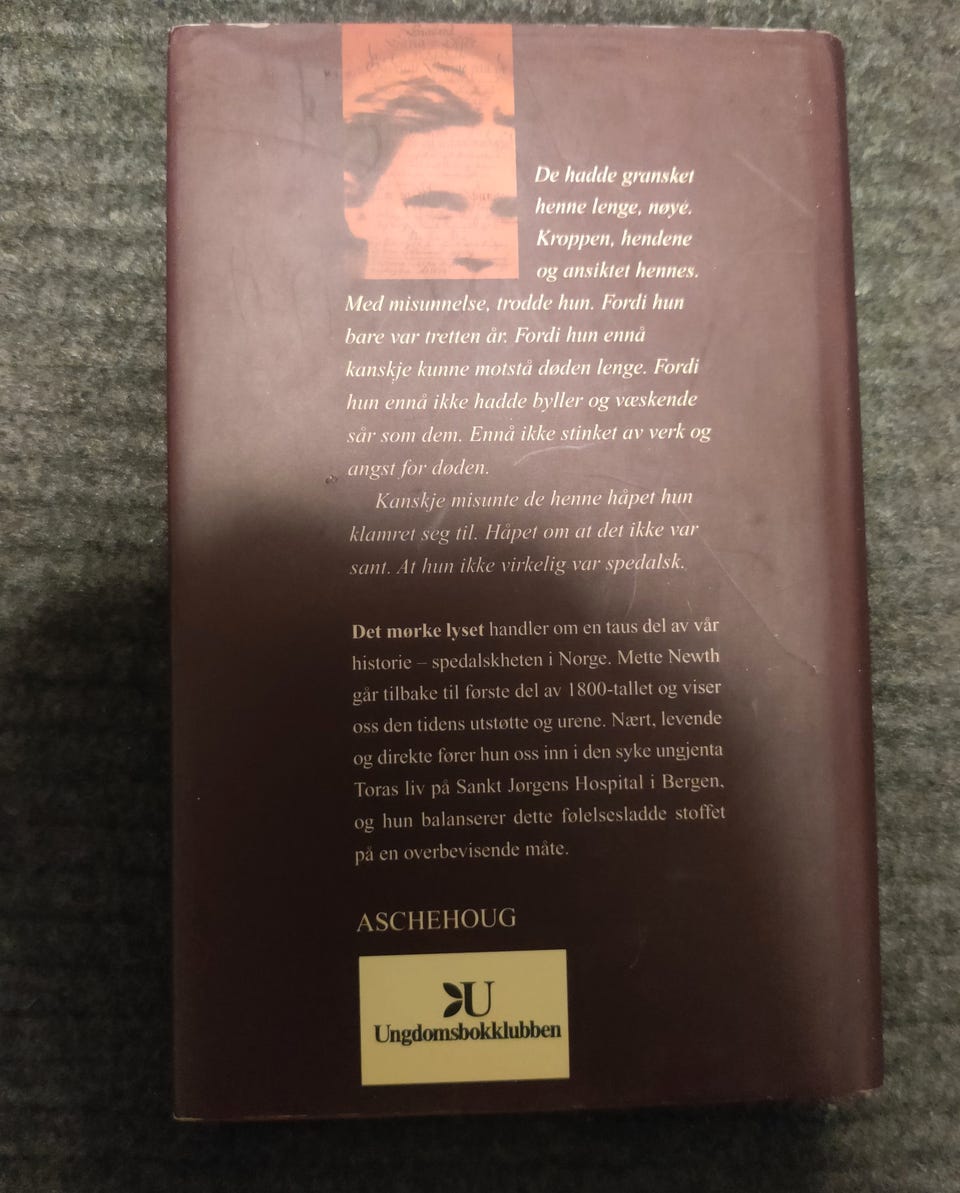 De hadde gransket
henne lenge, nøye.
Kroppen, hendene
og ansiktet hennes.
Med misunnelse, trodde hun. Fordi hun
bare var tretten år. Fordi hun ennå
kanskje kunne motstå døden lenge. Fordi
hun ennå ikke hadde byller og væskende
sår som dem. Ennå ikke stinket av verk og
angst for døden.
Kanskje misunte de henne håpet hun
klamret seg til. Håpet om at det ikke var
sant. At hun ikke virkelig var spedalsk.
Det mørke lyset handler om en taus del av vår
historie – spedalskheten i Norge. Mette Newth
går tilbake til første del av 1800-tallet og viser
oss den tidens utstøtte og urene. Nært, levende
og direkte fører hun oss inn i den syke ungjenta
Toras liv på Sankt Jørgens Hospital i Bergen,
og hun balanserer dette følelsesladde stoffet
på en overbevisende måte.
ASCHEHOUG
U
Ungdomsbokklubben